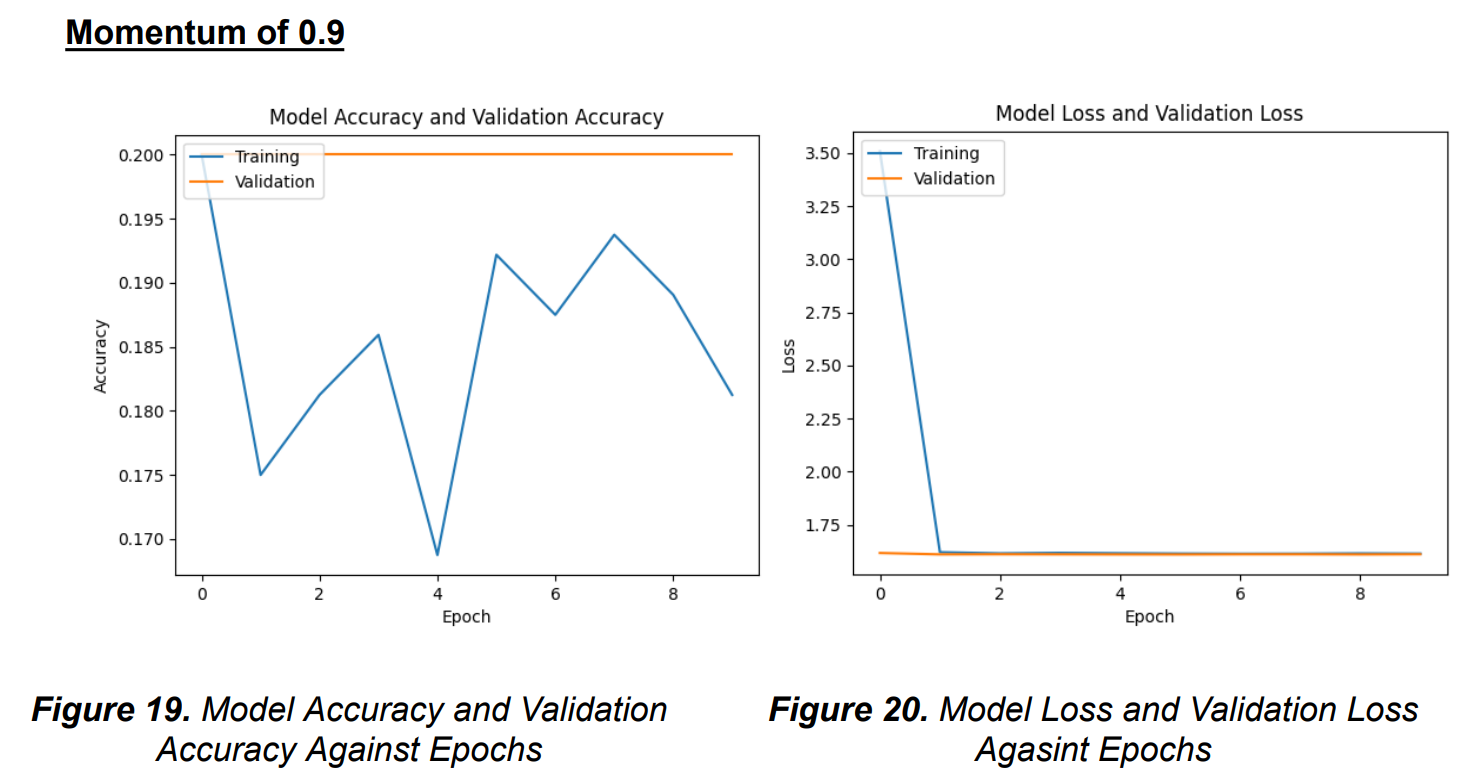 Momentum of 0.9
Model Accuracy and Validation Accuracy
Training
Validation
0.200
0.195
0.190
0.185
0.180
0.175
0.170
Accuracy
0 2 4 6 8
Epoch
Model Loss and Validation Loss
Training
Validation
3.50
3.25
3.00
2.75
2.50
2.25
2.00
1.75
Loss
0 2 4 6 8
Epoch
Figure 19. Model Accuracy and Validation
Accuracy Against Epochs
Figure 20. Model Loss and Validation Loss
Agasint Epochs